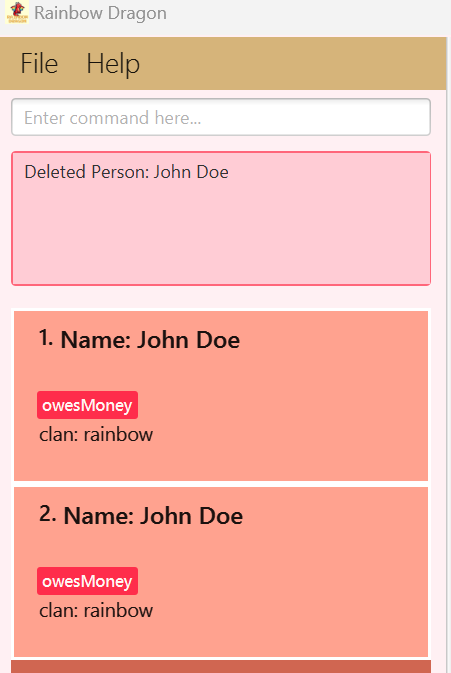 Rainbow Dragon
File Help
Enter command here...
Deleted Person: John Doe
1. Name: John Doe
owesMoney
clan: rainbow
2. Name: John Doe
owesMoney
clan: rainbow